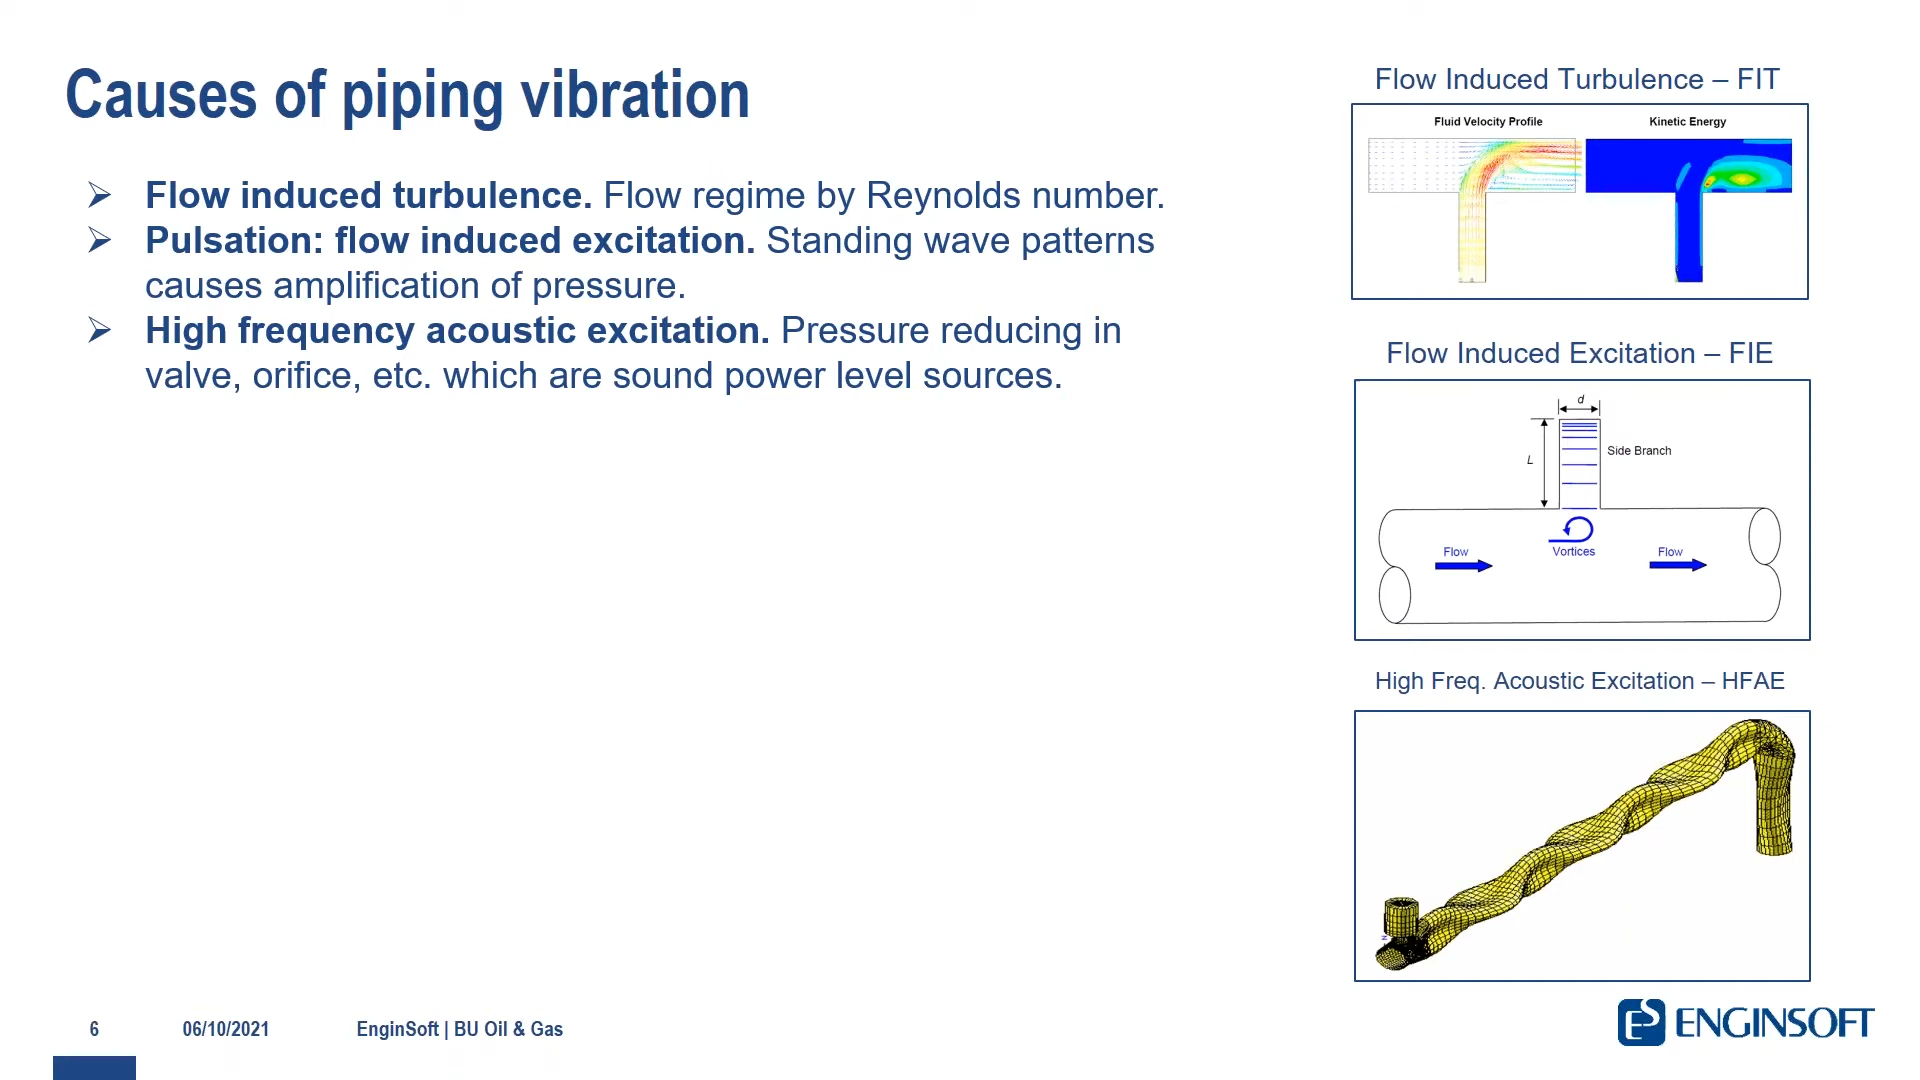 Causes of piping vibration
➢ Flow induced turbulence. Flow regime by Reynolds number.
➢ Pulsation: flow induced excitation. Standing wave patterns
causes amplification of pressure.
➢ High frequency acoustic excitation. Pressure reducing in
valve, orifice, etc. which are sound power level sources.
Flow Induced Turbulence – FIT
Fluid Velocity Profile
Kinetic Energy
Flow Induced Excitation – FIE
d
L
Side Branch
Flow
Vortices
Flow
High Freq. Acoustic Excitation – HFAE
6
06/10/2021
EnginSoft | BU Oil & Gas
ES ENGINSOFT